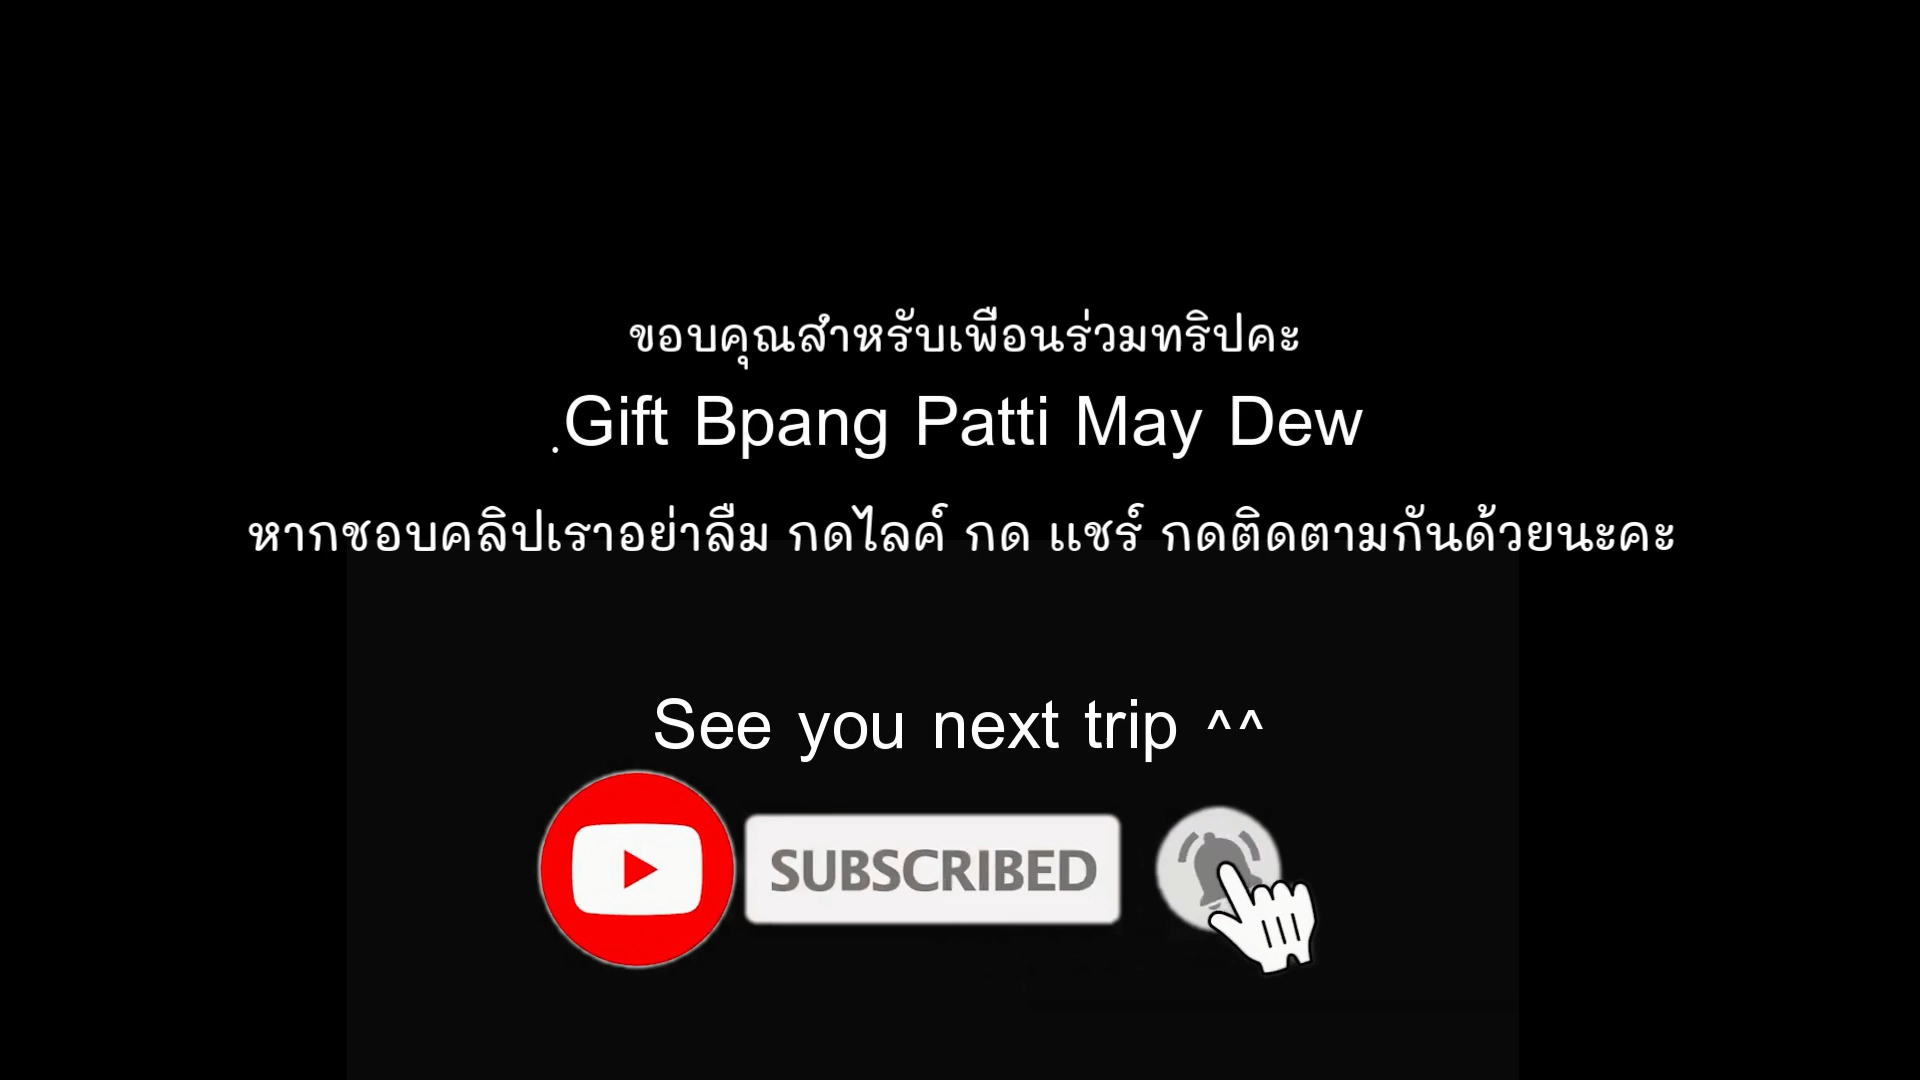 ขอบคุณสำหรับเพือนร่วมทริปคะ
.Gift Bpang Patti May Dew
หากชอบคลิปเราอย่าลืม กดไลค์ กด แชร์ กดติดตามกันด้วยนะคะ
See you next trip ^^
SUBSCRIBED